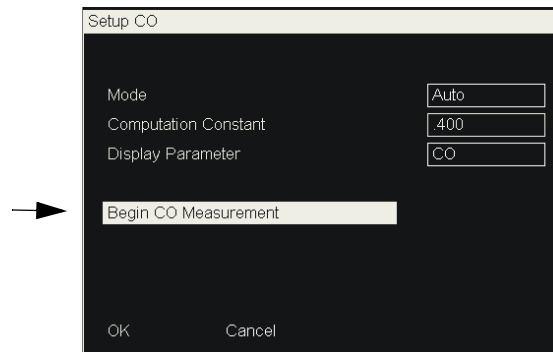 Setup CO
Mode Auto
Computation Constant .400
Display Parameter CO
Begin CO Measurement
OK Cancel